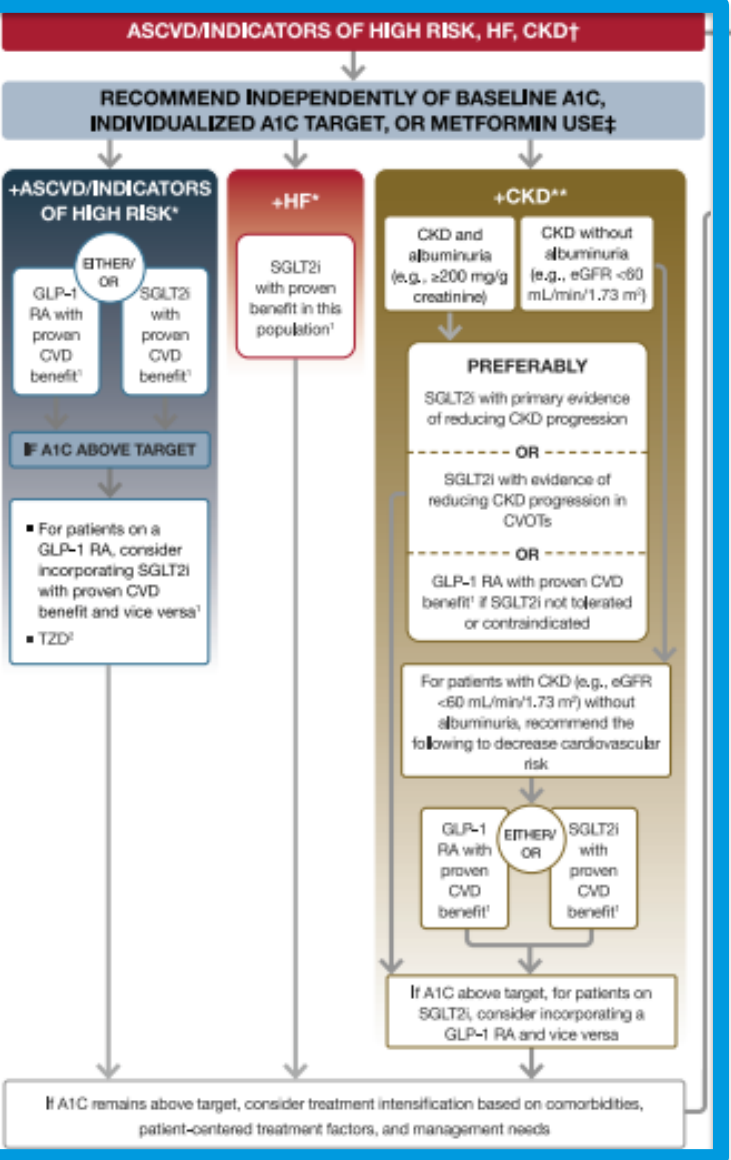 ASCVD/INDICATORS OF HIGH RISK, HF, CKD†
RECOMMEND INDEPENDENTLY OF BASELINE A1C,
INDIVIDUALIZED A1C TARGET, OR METFORMIN USE‡
+ASCVD/INDICATORS
OF HIGH RISK*
EITHER/
OR
GLP-1
RA with
proven
CVD
benefit¹
SGLT2i
with
proven
CVD
benefit¹
IF A1C ABOVE TARGET
▪ For patients on a
GLP-1 RA, consider
incorporating SGLT2i
with proven CVD
benefit and vice versa¹
▪ TZD²
+HF*
SGLT2i
with proven
benefit in this
population¹
+CKD**
CKD and
albuminuria
(e.g., ≥200 mg/g
creatinine)
CKD without
albuminuria
(e.g., eGFR <60
mL/min/1.73 m²)
PREFERABLY
SGLT2i with primary evidence
of reducing CKD progression
OR
SGLT2i with evidence of
reducing CKD progression in
CVOTs
OR
GLP-1 RA with proven CVD
benefit¹ if SGLT2i not tolerated
or contraindicated
For patients with CKD (e.g., eGFR
<60 mL/min/1.73 m²) without
albuminuria, recommend the
following to decrease cardiovascular
risk
GLP-1
RA with
proven
CVD
benefit¹
EITHER/
OR
SGLT2i
with
proven
CVD
benefit¹
If A1C above target, for patients on
SGLT2i, consider incorporating a
GLP-1 RA and vice versa
If A1C remains above target, consider treatment intensification based on comorbidities,
patient-centered treatment factors, and management needs